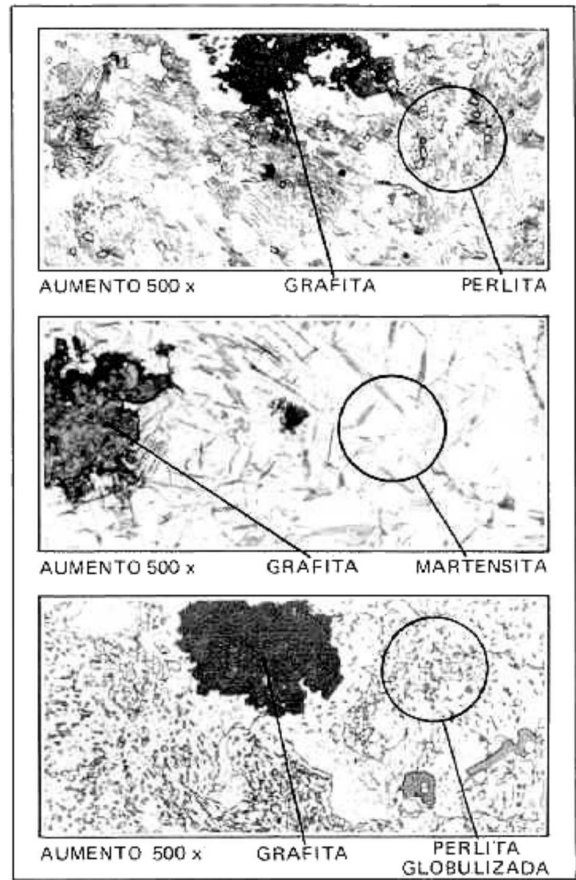 AUMENTO 500 x GRAFITA PERLITA
AUMENTO 500 x GRAFITA MARTENSITA
AUMENTO 500 x GRAFITA PERLITA
GLOBULIZADA